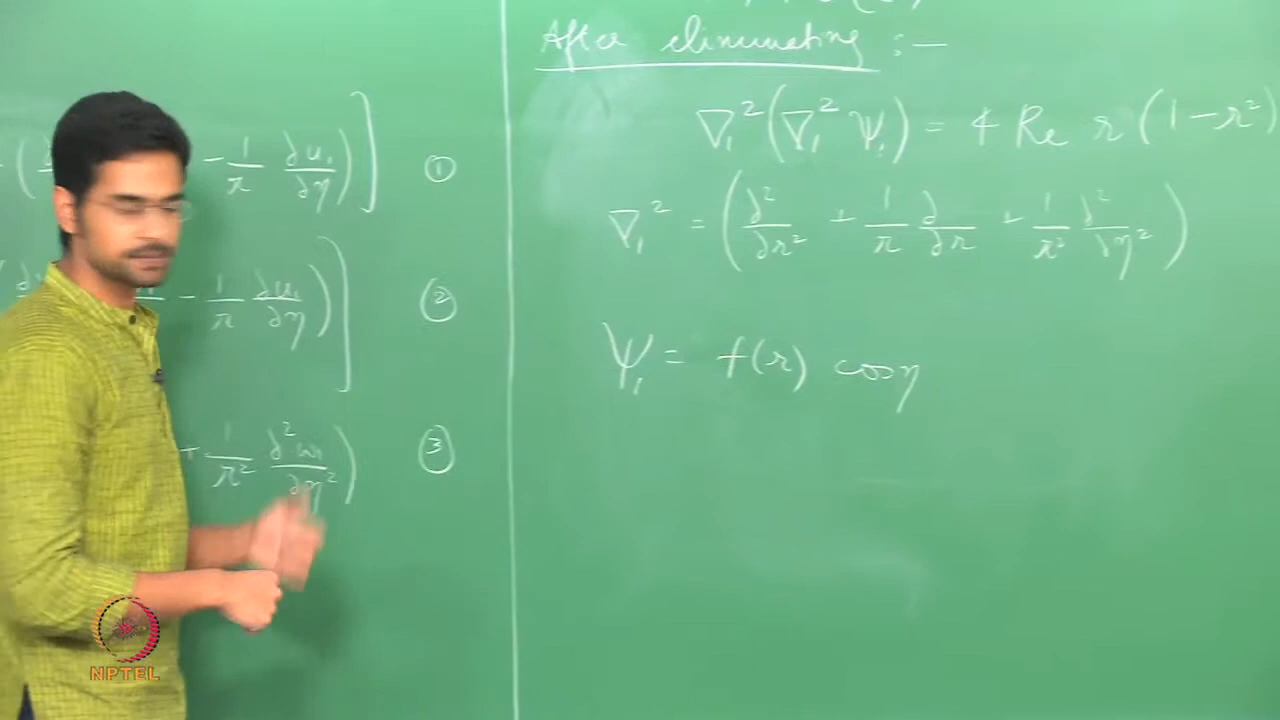 - 1/r ∂u₁/∂η)] ①
- 1/r ∂u₁/∂η)] ②
+ 1/r² ∂²w₁/∂η²) ③
After eliminating :—
∇₁²(∇₁² ψ₁) = 4 Re r(1-r²)
∇₁² = (∂²/∂r² + 1/r ∂/∂r + 1/r² ∂²/∂η²)
ψ₁ = f(r) cosη
NPTEL